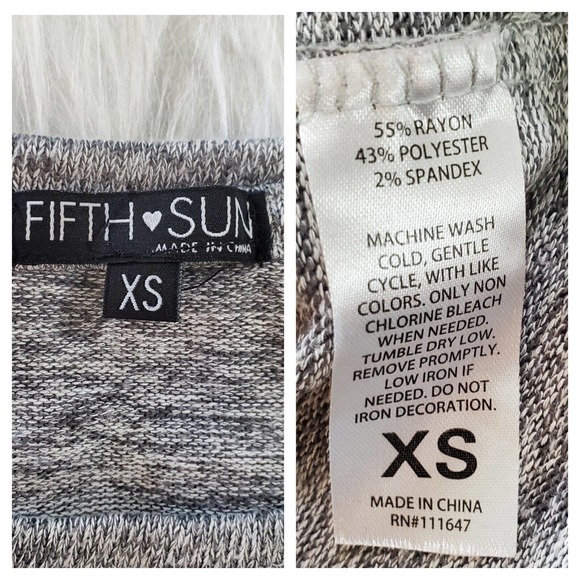 FIFTH ♥ SUN
MADE IN CHINA
XS
55% RAYON
43% POLYESTER
2% SPANDEX
MACHINE WASH
COLD, GENTLE
CYCLE, WITH LIKE
COLORS. ONLY NON
CHLORINE BLEACH
WHEN NEEDED.
TUMBLE DRY LOW.
REMOVE PROMPTLY.
LOW IRON IF
NEEDED. DO NOT
IRON DECORATION.
XS
MADE IN CHINA
RN#111647